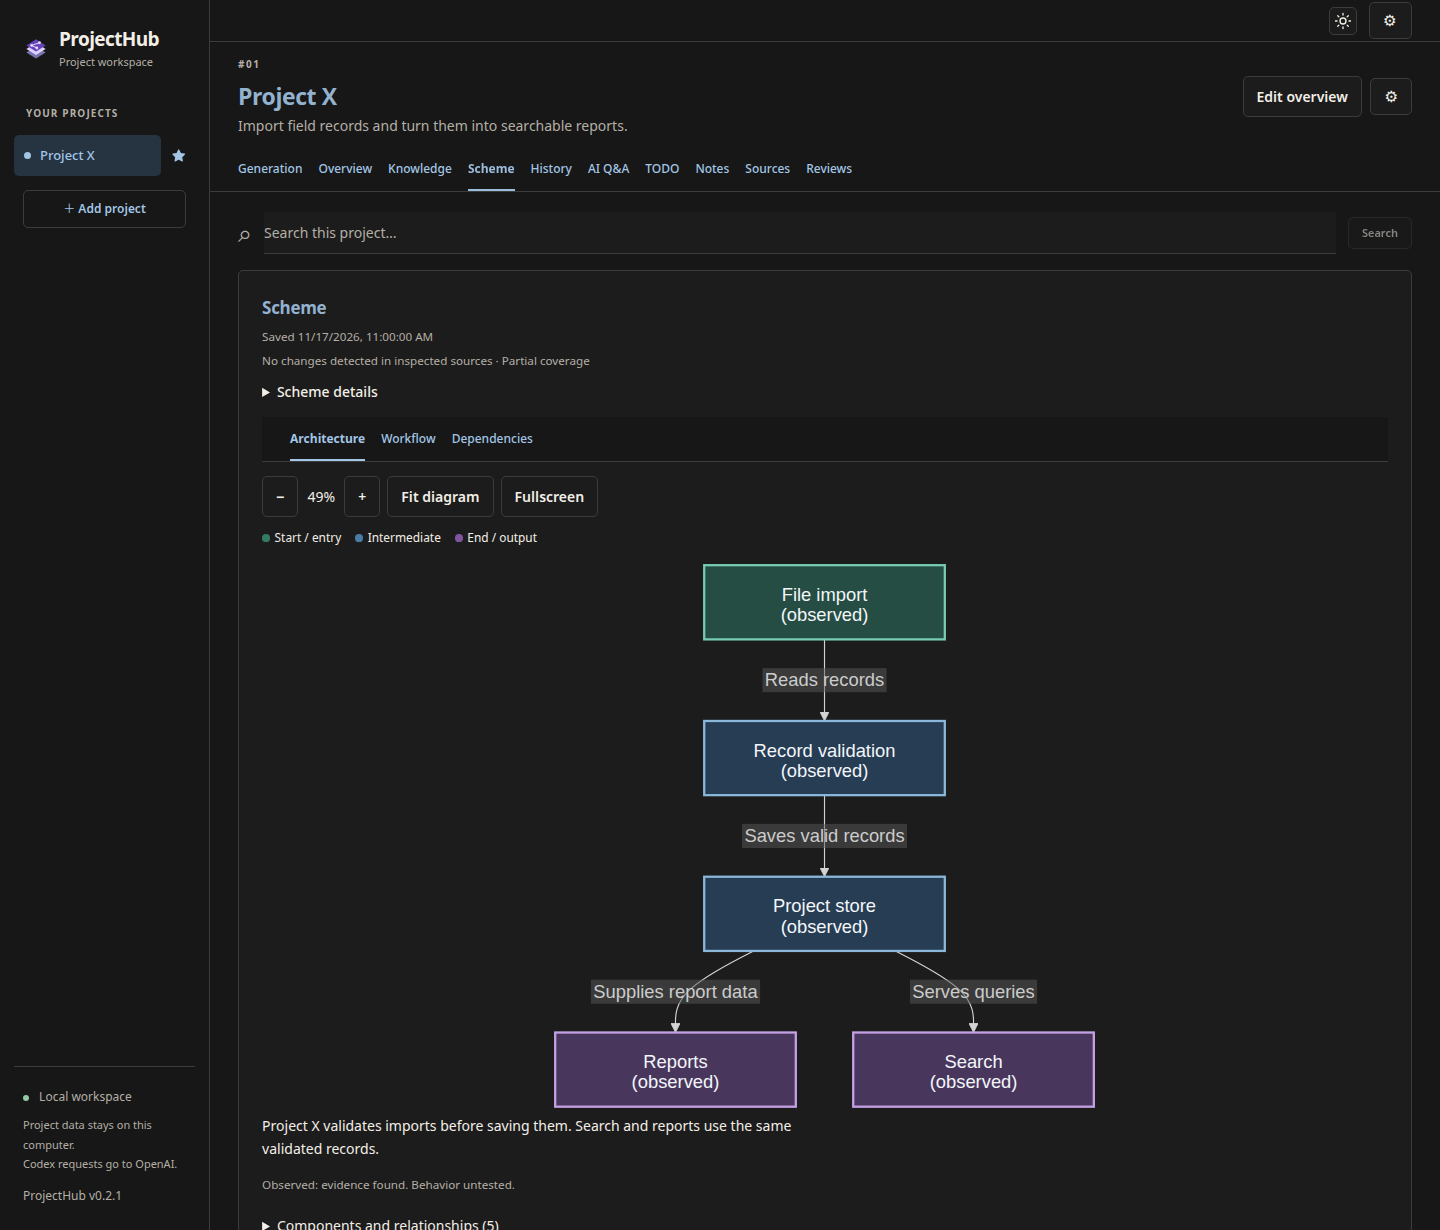 ProjectHub
Project workspace
YOUR PROJECTS
Project X
+ Add project
Local workspace
Project data stays on this
computer.
Codex requests go to OpenAI.
ProjectHub v0.2.1
#01
Project X
Import field records and turn them into searchable reports.
Edit overview
Generation Overview Knowledge Scheme History AI Q&A TODO Notes Sources Reviews
Search this project...
Search
Scheme
Saved 11/17/2026, 11:00:00 AM
No changes detected in inspected sources · Partial coverage
Scheme details
Architecture Workflow Dependencies
− 49% + Fit diagram Fullscreen
Start / entry Intermediate End / output
File import
(observed)
Reads records
Record validation
(observed)
Saves valid records
Project store
(observed)
Supplies report data Serves queries
Reports
(observed)
Search
(observed)
Project X validates imports before saving them. Search and reports use the same
validated records.
Observed: evidence found. Behavior untested.
Components and relationships (5)